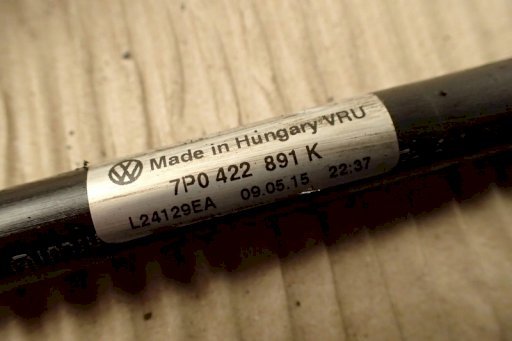 Made in Hungary VRU
7P0 422 891 K
L24129EA 09.05.15 22:37